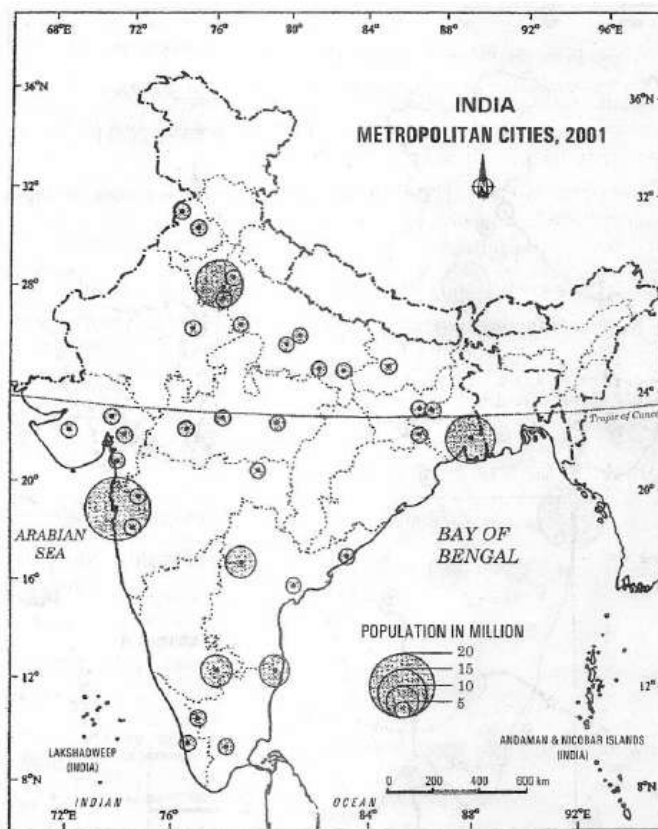 68°E 72° 76° 80° 84° 88° 92° 96°E
36°N
36°N
INDIA
METROPOLITAN CITIES, 2001
N
32°
32°
28°
28°
24°
24°
Tropic of Cancer
20°
20°
ARABIAN
SEA
BAY OF
BENGAL
16°
16°
POPULATION IN MILLION
20
15
10
5
12°
12°
LAKSHADWEEP
(INDIA)
ANDAMAN & NICOBAR ISLANDS
(INDIA)
0 200 400 600 km
8°N
8°N
INDIAN OCEAN
72°E 76° 84° 92°E